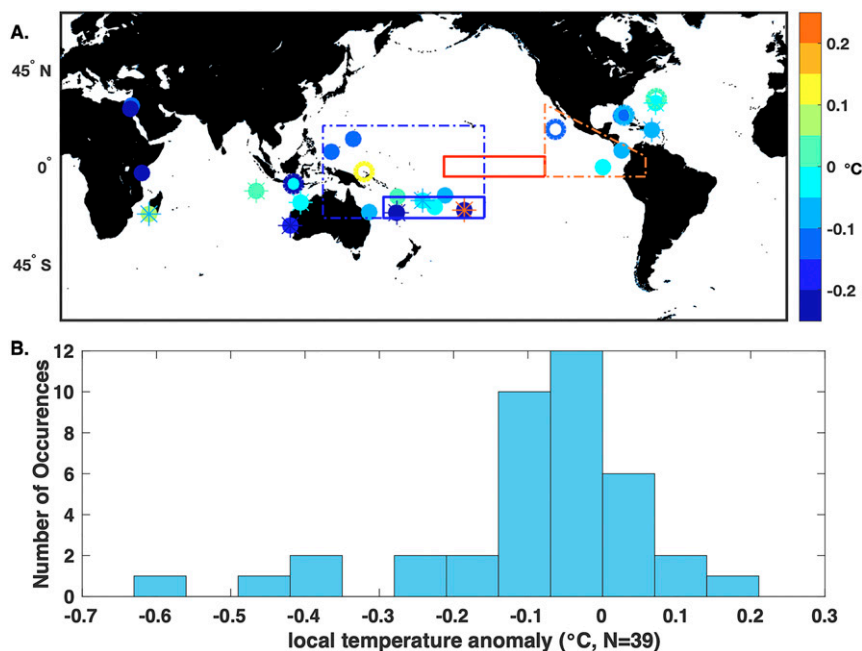 A.
45° N
0°
45° S
0.2
0.1
0 °C
-0.1
-0.2
B.
12
10
8
6
4
2
0
Number of Occurences
-0.7 -0.6 -0.5 -0.4 -0.3 -0.2 -0.1 0 0.1 0.2 0.3
local temperature anomaly (°C, N=39)